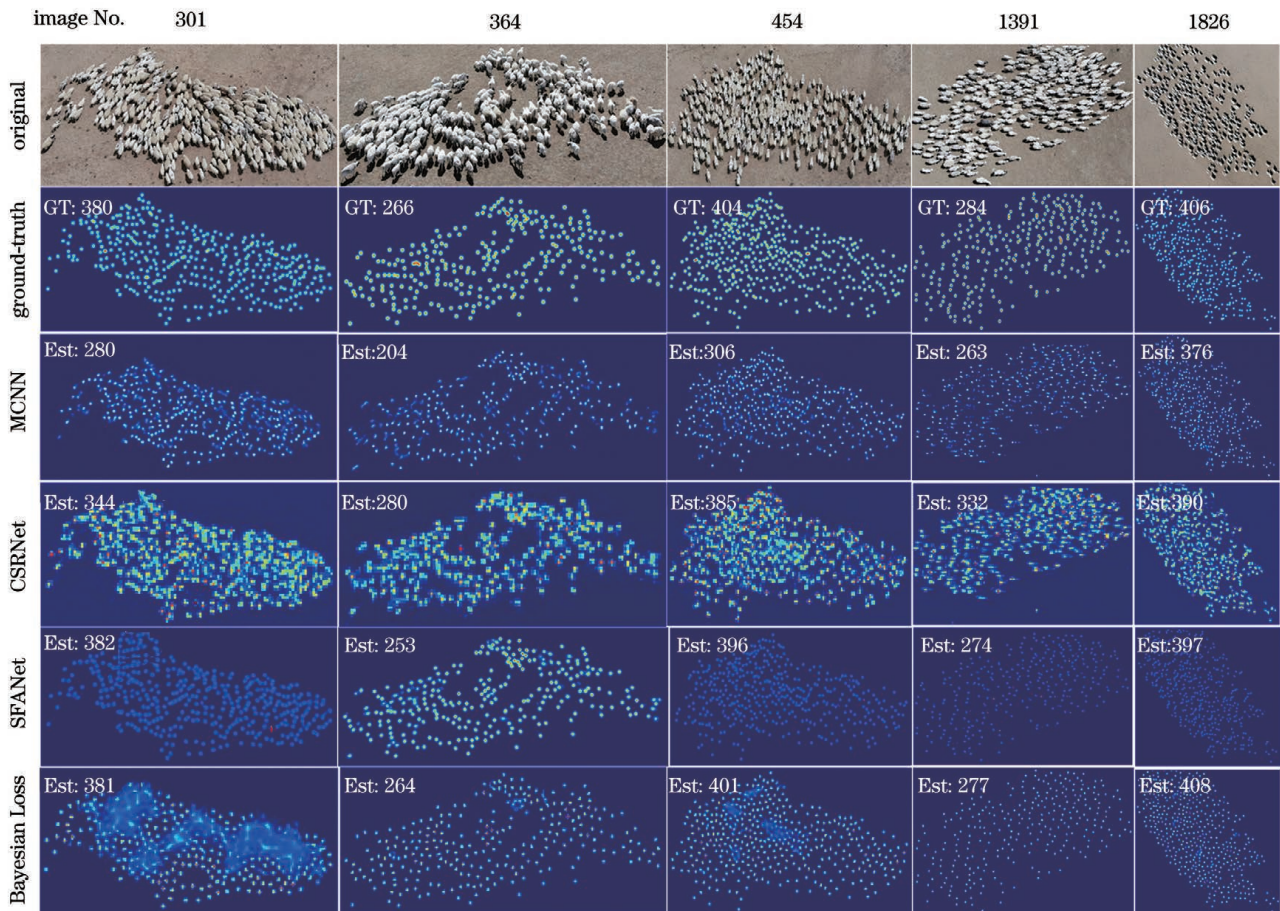 image No. 301 364 454 1391 1826
original
ground-truth
GT: 380 GT: 266 GT: 404 GT: 284 GT: 406
MCNN
Est: 280 Est:204 Est:306 Est: 263 Est: 376
CSRNet
Est: 344 Est:280 Est:385 Est: 332 Est:390
SFANet
Est: 382 Est: 253 Est: 396 Est: 274 Est:397
Bayesian Loss
Est: 381 Est: 264 Est: 401 Est: 277 Est: 408